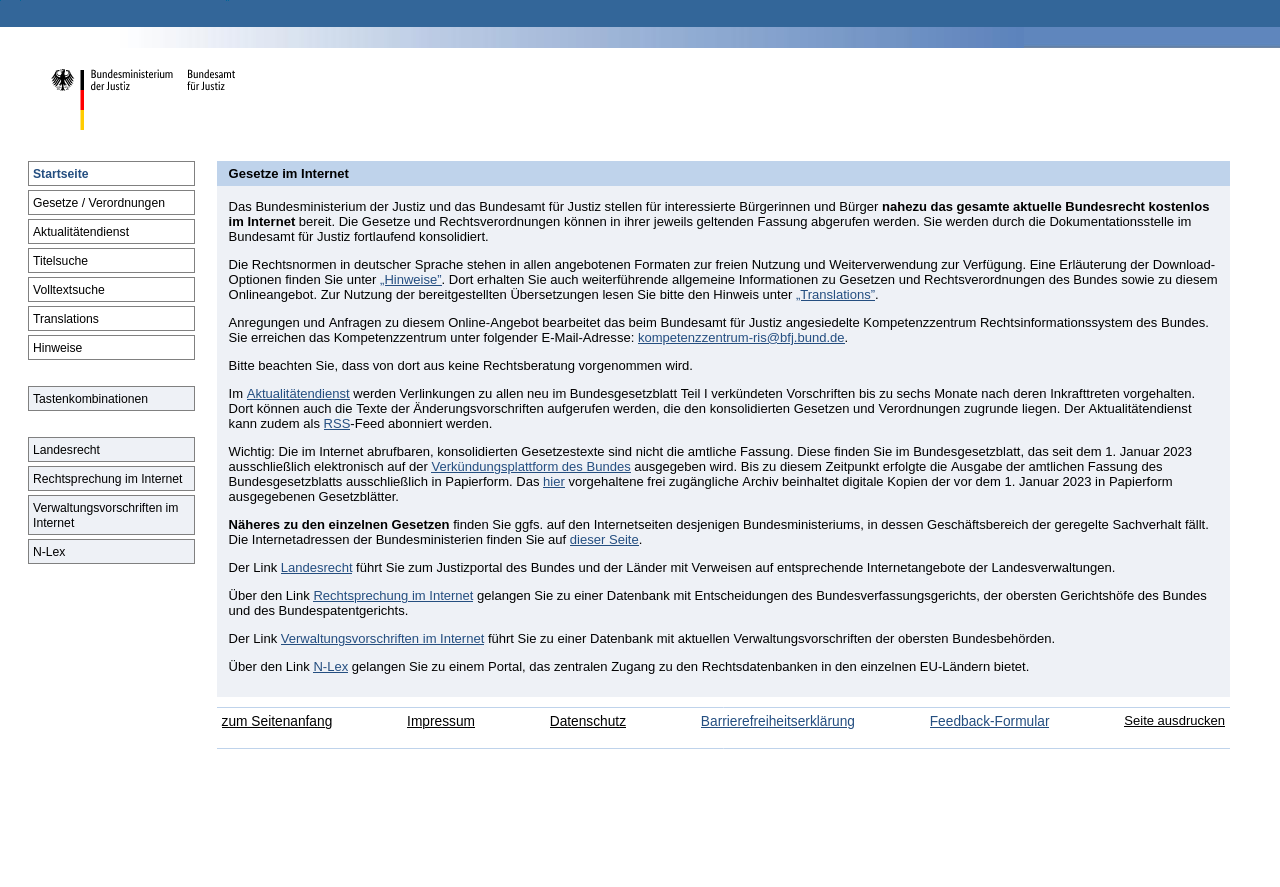 Bundesministerium
der Justiz
Bundesamt
für Justiz
Startseite
Gesetze / Verordnungen
Aktualitätendienst
Titelsuche
Volltextsuche
Translations
Hinweise
Tastenkombinationen
Landesrecht
Rechtsprechung im Internet
Verwaltungsvorschriften im
Internet
N-Lex
Gesetze im Internet
Das Bundesministerium der Justiz und das Bundesamt für Justiz stellen für interessierte Bürgerinnen und Bürger nahezu das gesamte aktuelle Bundesrecht kostenlos
im Internet bereit. Die Gesetze und Rechtsverordnungen können in ihrer jeweils geltenden Fassung abgerufen werden. Sie werden durch die Dokumentationsstelle im
Bundesamt für Justiz fortlaufend konsolidiert.
Die Rechtsnormen in deutscher Sprache stehen in allen angebotenen Formaten zur freien Nutzung und Weiterverwendung zur Verfügung. Eine Erläuterung der Download-
Optionen finden Sie unter „Hinweise”. Dort erhalten Sie auch weiterführende allgemeine Informationen zu Gesetzen und Rechtsverordnungen des Bundes sowie zu diesem
Onlineangebot. Zur Nutzung der bereitgestellten Übersetzungen lesen Sie bitte den Hinweis unter „Translations”.
Anregungen und Anfragen zu diesem Online-Angebot bearbeitet das beim Bundesamt für Justiz angesiedelte Kompetenzzentrum Rechtsinformationssystem des Bundes.
Sie erreichen das Kompetenzzentrum unter folgender E-Mail-Adresse: kompetenzzentrum-ris@bfj.bund.de.
Bitte beachten Sie, dass von dort aus keine Rechtsberatung vorgenommen wird.
Im Aktualitätendienst werden Verlinkungen zu allen neu im Bundesgesetzblatt Teil I verkündeten Vorschriften bis zu sechs Monate nach deren Inkrafttreten vorgehalten.
Dort können auch die Texte der Änderungsvorschriften aufgerufen werden, die den konsolidierten Gesetzen und Verordnungen zugrunde liegen. Der Aktualitätendienst
kann zudem als RSS-Feed abonniert werden.
Wichtig: Die im Internet abrufbaren, konsolidierten Gesetzestexte sind nicht die amtliche Fassung. Diese finden Sie im Bundesgesetzblatt, das seit dem 1. Januar 2023
ausschließlich elektronisch auf der Verkündungsplattform des Bundes ausgegeben wird. Bis zu diesem Zeitpunkt erfolgte die Ausgabe der amtlichen Fassung des
Bundesgesetzblatts ausschließlich in Papierform. Das hier vorgehaltene frei zugängliche Archiv beinhaltet digitale Kopien der vor dem 1. Januar 2023 in Papierform
ausgegebenen Gesetzblätter.
Näheres zu den einzelnen Gesetzen finden Sie ggfs. auf den Internetseiten desjenigen Bundesministeriums, in dessen Geschäftsbereich der geregelte Sachverhalt fällt.
Die Internetadressen der Bundesministerien finden Sie auf dieser Seite.
Der Link Landesrecht führt Sie zum Justizportal des Bundes und der Länder mit Verweisen auf entsprechende Internetangebote der Landesverwaltungen.
Über den Link Rechtsprechung im Internet gelangen Sie zu einer Datenbank mit Entscheidungen des Bundesverfassungsgerichts, der obersten Gerichtshöfe des Bundes
und des Bundespatentgerichts.
Der Link Verwaltungsvorschriften im Internet führt Sie zu einer Datenbank mit aktuellen Verwaltungsvorschriften der obersten Bundesbehörden.
Über den Link N-Lex gelangen Sie zu einem Portal, das zentralen Zugang zu den Rechtsdatenbanken in den einzelnen EU-Ländern bietet.
zum Seitenanfang
Impressum
Datenschutz
Barrierefreiheitserklärung
Feedback-Formular
Seite ausdrucken